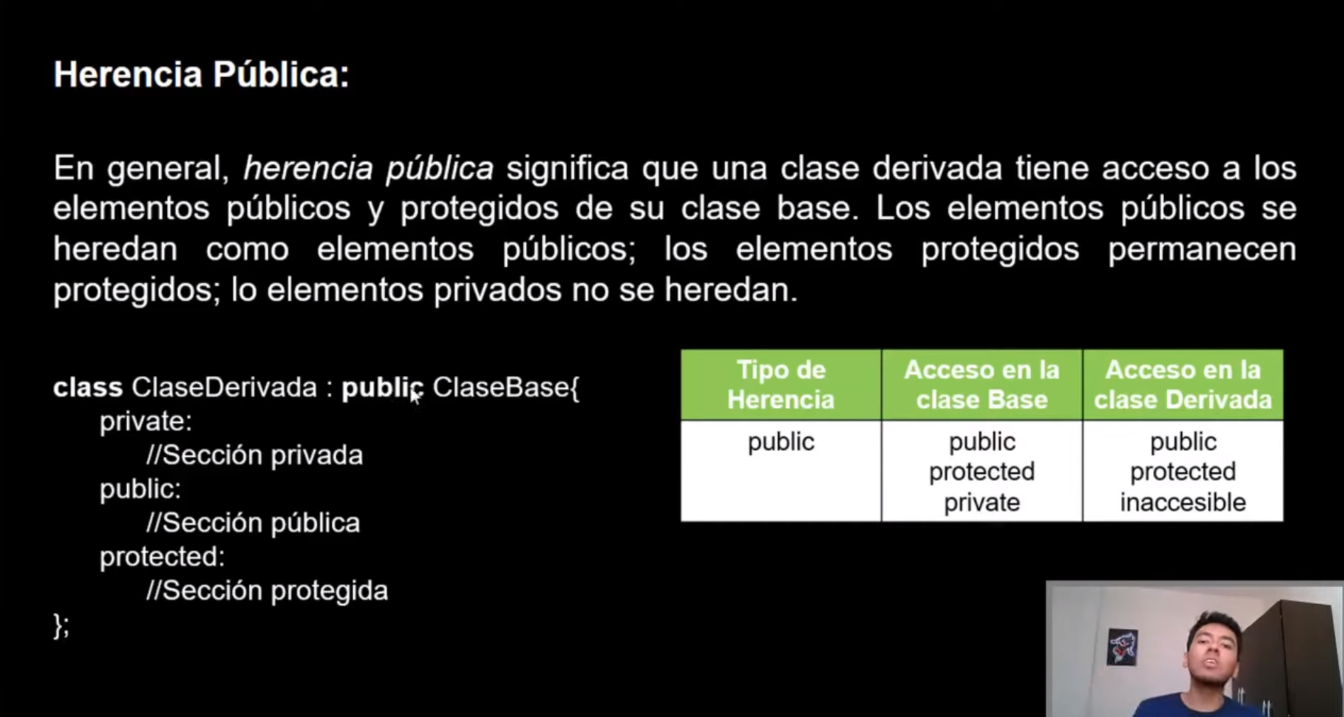 Herencia Pública:
En general, herencia pública significa que una clase derivada tiene acceso a los
elementos públicos y protegidos de su clase base. Los elementos públicos se
heredan como elementos públicos; los elementos protegidos permanecen
protegidos; lo elementos privados no se heredan.
class ClaseDerivada : public ClaseBase{
private:
//Sección privada
public:
//Sección pública
protected:
//Sección protegida
};
Tipo de Herencia
Acceso en la clase Base
Acceso en la clase Derivada
public
public
public
protected
protected
private
inaccesible